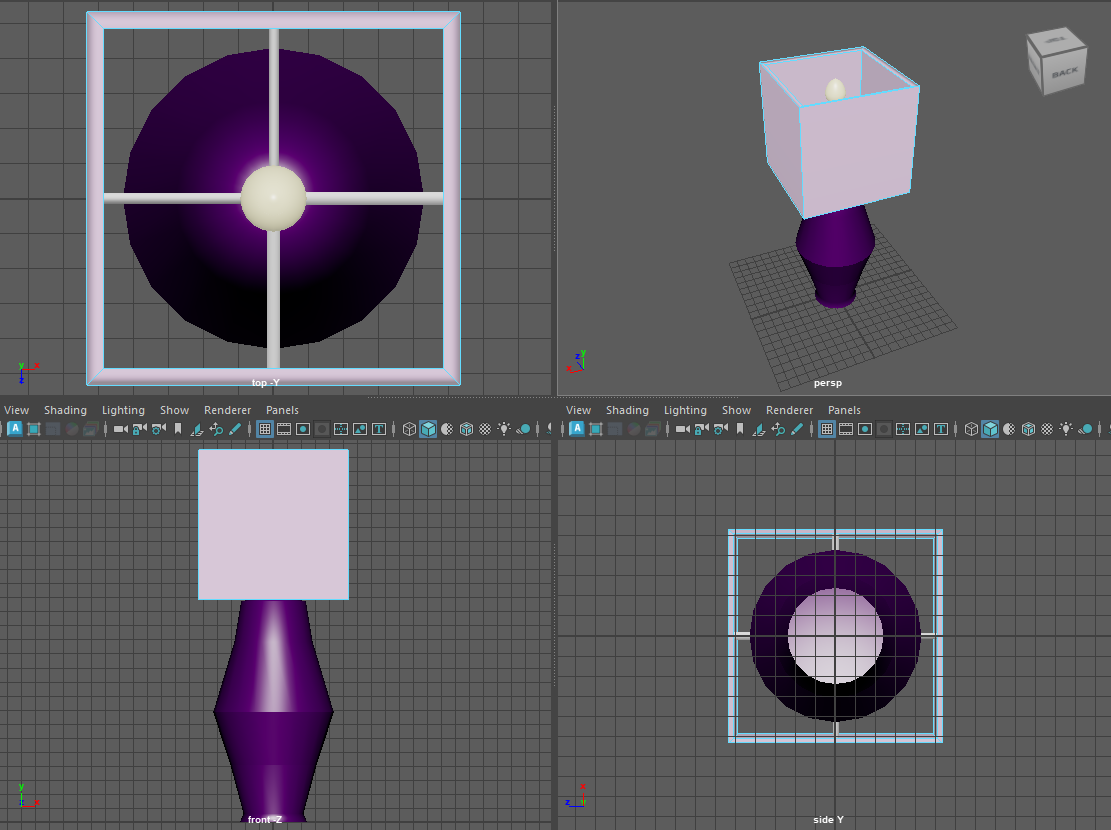 BACK
y x
z
top -Y
y
z
x
persp
View Shading Lighting Show Renderer Panels
View Shading Lighting Show Renderer Panels
A T
A T
y
z x
front -Z
x
z y
side Y